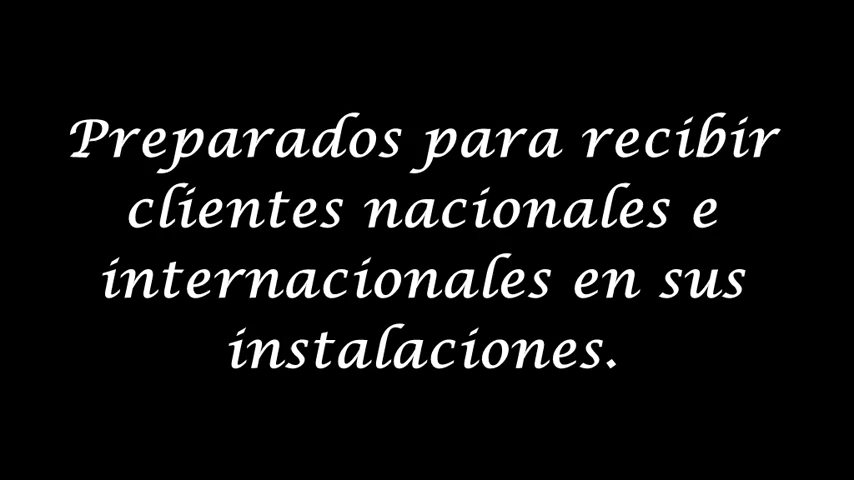 Preparados para recibir
clientes nacionales e
internacionales en sus
instalaciones.